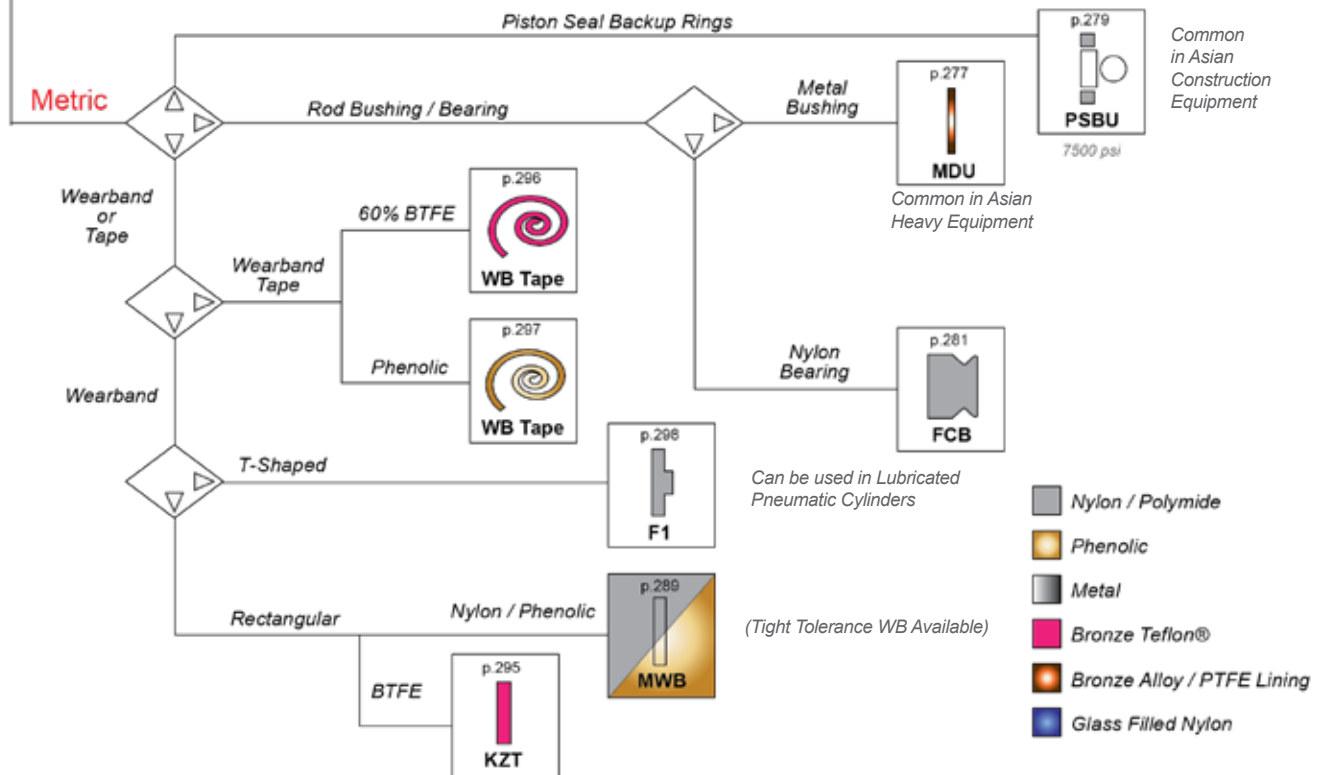 Piston Seal Backup Rings
p.279
PSBU
7500 psi
Common
in Asian
Construction
Equipment
Metric
Rod Bushing / Bearing
Metal
Bushing
p.277
MDU
Common in Asian
Heavy Equipment
Wearband
or
Tape
60% BTFE
p.296
WB Tape
Wearband
Tape
Phenolic
p.297
WB Tape
Nylon
Bearing
p.281
FCB
Wearband
T-Shaped
p.298
F1
Can be used in Lubricated
Pneumatic Cylinders
Rectangular
Nylon / Phenolic
p.289
MWB
(Tight Tolerance WB Available)
BTFE
p.295
KZT
Nylon / Polymide
Phenolic
Metal
Bronze Teflon®
Bronze Alloy / PTFE Lining
Glass Filled Nylon